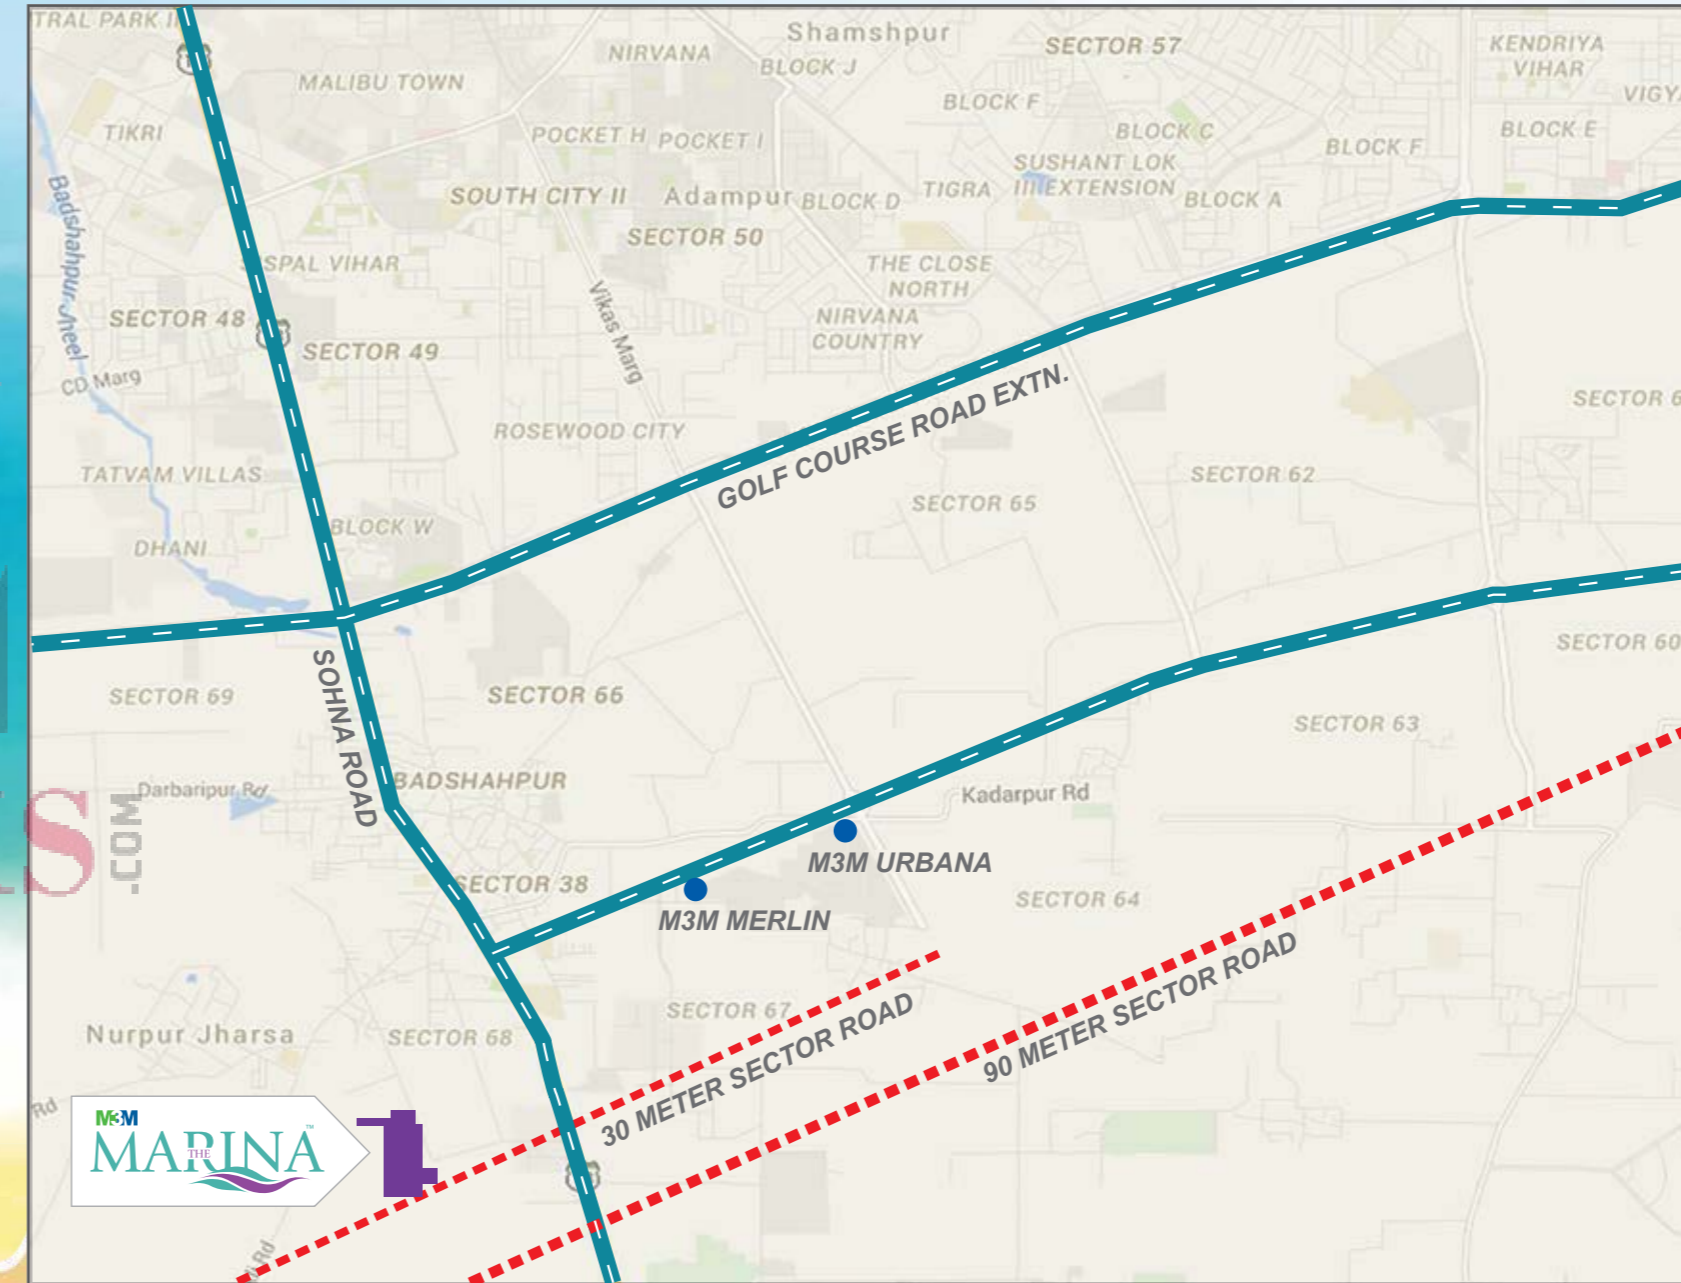 TRAL PARK II
Shamshpur
SECTOR 57
KENDRIYA
VIHAR
NIRVANA
BLOCK J
MALIBU TOWN
BLOCK F
VIGY
TIKRI
POCKET H
POCKET I
BLOCK C
BLOCK F
BLOCK E
SUSHANT LOK
III EXTENSION
SOUTH CITY II
Adampur
BLOCK D
TIGRA
BLOCK A
Badshahpur Jheel
SECTOR 50
ISPAL VIHAR
THE CLOSE
NORTH
Vikas Marg
SECTOR 48
NIRVANA
COUNTRY
SECTOR 49
CD Marg
GOLF COURSE ROAD EXTN.
SECTOR 6
ROSEWOOD CITY
TATVAM VILLAS
SECTOR 62
SECTOR 65
BLOCK W
DHANI
SECTOR 60
SOHNA ROAD
SECTOR 69
SECTOR 66
SECTOR 63
BADSHAHPUR
Darbaripur Rd
Kadarpur Rd
S
.COM
M3M URBANA
SECTOR 38
SECTOR 64
M3M MERLIN
SECTOR 67
30 METER SECTOR ROAD
90 METER SECTOR ROAD
Nurpur Jharsa
SECTOR 68
Rd
M3M
THE
MARINA™
Rd